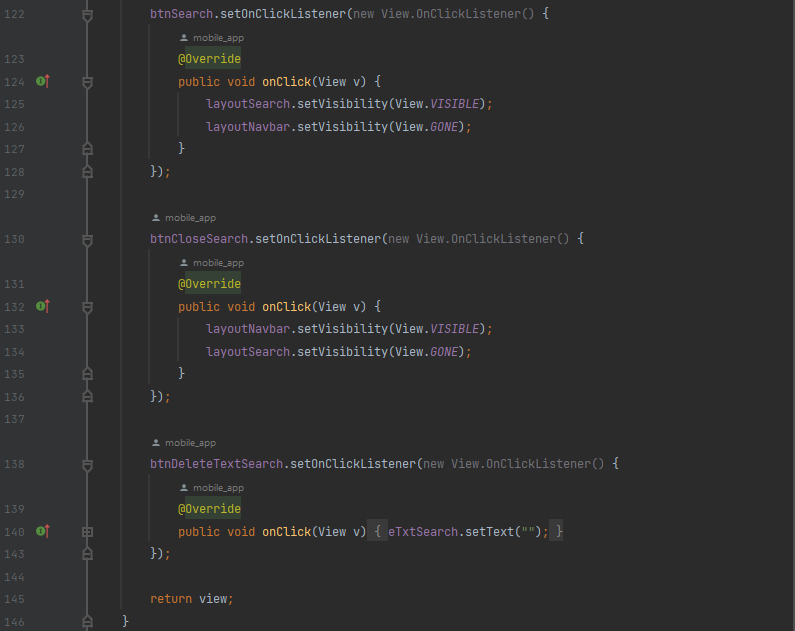 122 btnSearch.setOnClickListener(new View.OnClickListener() {
mobile_app
123 @Override
124 public void onClick(View v) {
125 layoutSearch.setVisibility(View.VISIBLE);
126 layoutNavbar.setVisibility(View.GONE);
127 }
128 });
129
mobile_app
130 btnCloseSearch.setOnClickListener(new View.OnClickListener() {
mobile_app
131 @Override
132 public void onClick(View v) {
133 layoutNavbar.setVisibility(View.VISIBLE);
134 layoutSearch.setVisibility(View.GONE);
135 }
136 });
137
mobile_app
138 btnDeleteTextSearch.setOnClickListener(new View.OnClickListener() {
mobile_app
139 @Override
140 public void onClick(View v) { eTxtSearch.setText(""); }
143 });
144
145 return view;
146 }